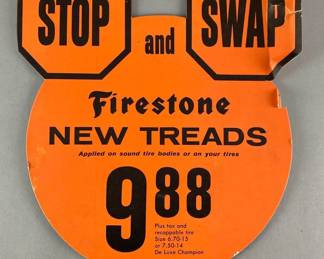 STOP and SWAP
Firestone
NEW TREADS
Applied on sound tire bodies or on your tires
9 88
Plus tax and
recappable tire
Size 6.70-15
or 7.50-14
De Luxe Champion